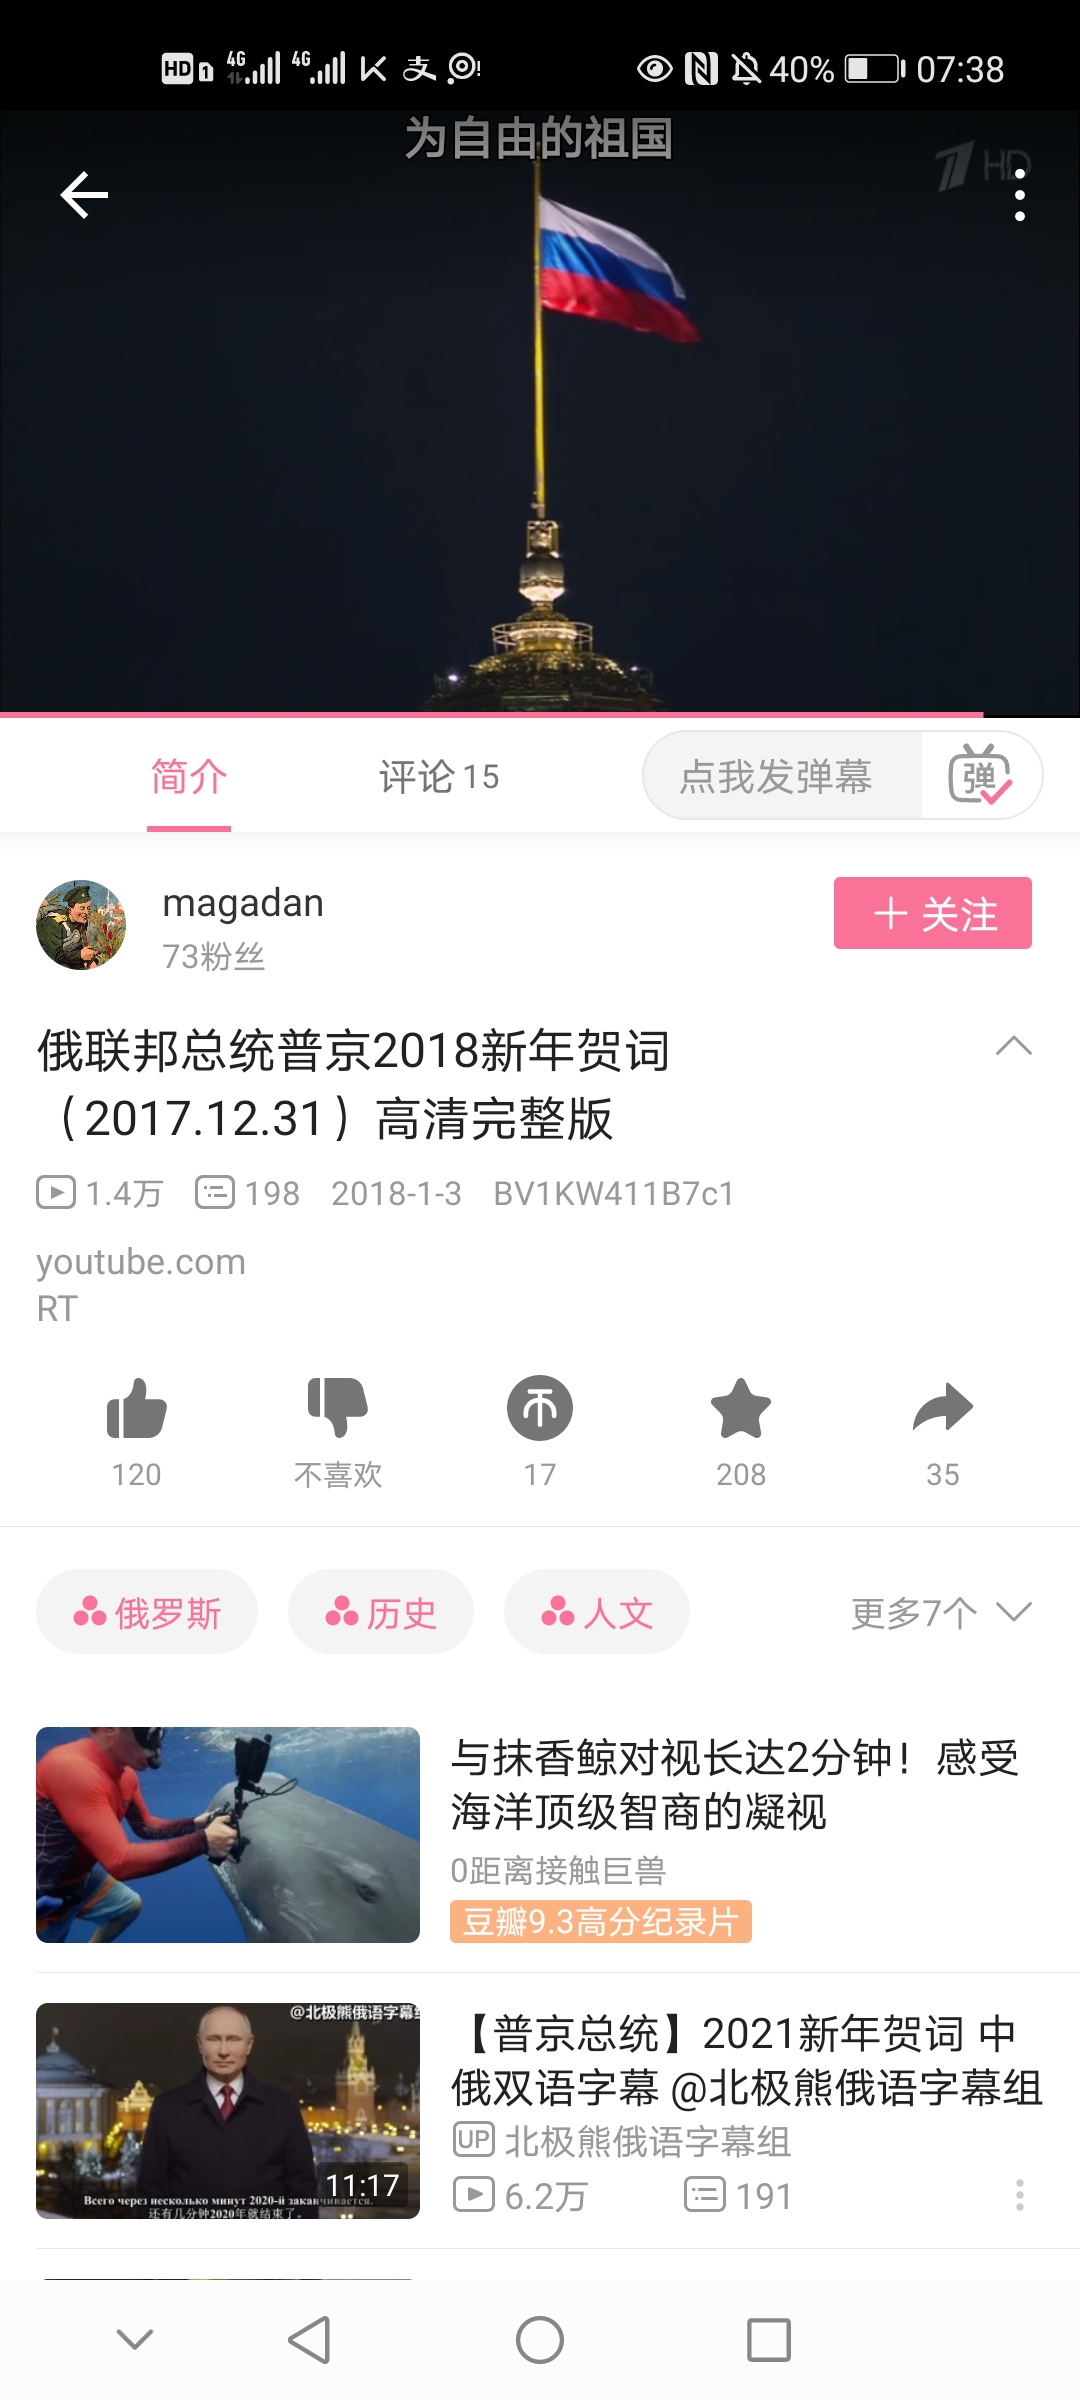 HD 1 4G 4G 40% 07:38
为自由的祖国
HD
简介 评论 15 点我发弹幕 弹
magadan
73粉丝
关注
俄联邦总统普京2018新年贺词
（2017.12.31）高清完整版
1.4万 198 2018-1-3 BV1KW411B7c1
youtube.com
RT
120 不喜欢 17 208 35
俄罗斯 历史 人文 更多7个
与抹香鲸对视长达2分钟！感受
海洋顶级智商的凝视
0距离接触巨兽
豆瓣9.3高分纪录片
@北极熊俄语字幕组
11:17
Всего через несколько минут 2020-й заканчивается.
还有几分钟2020年就结束了。
【普京总统】2021新年贺词 中
俄双语字幕 @北极熊俄语字幕组
UP 北极熊俄语字幕组
6.2万 191